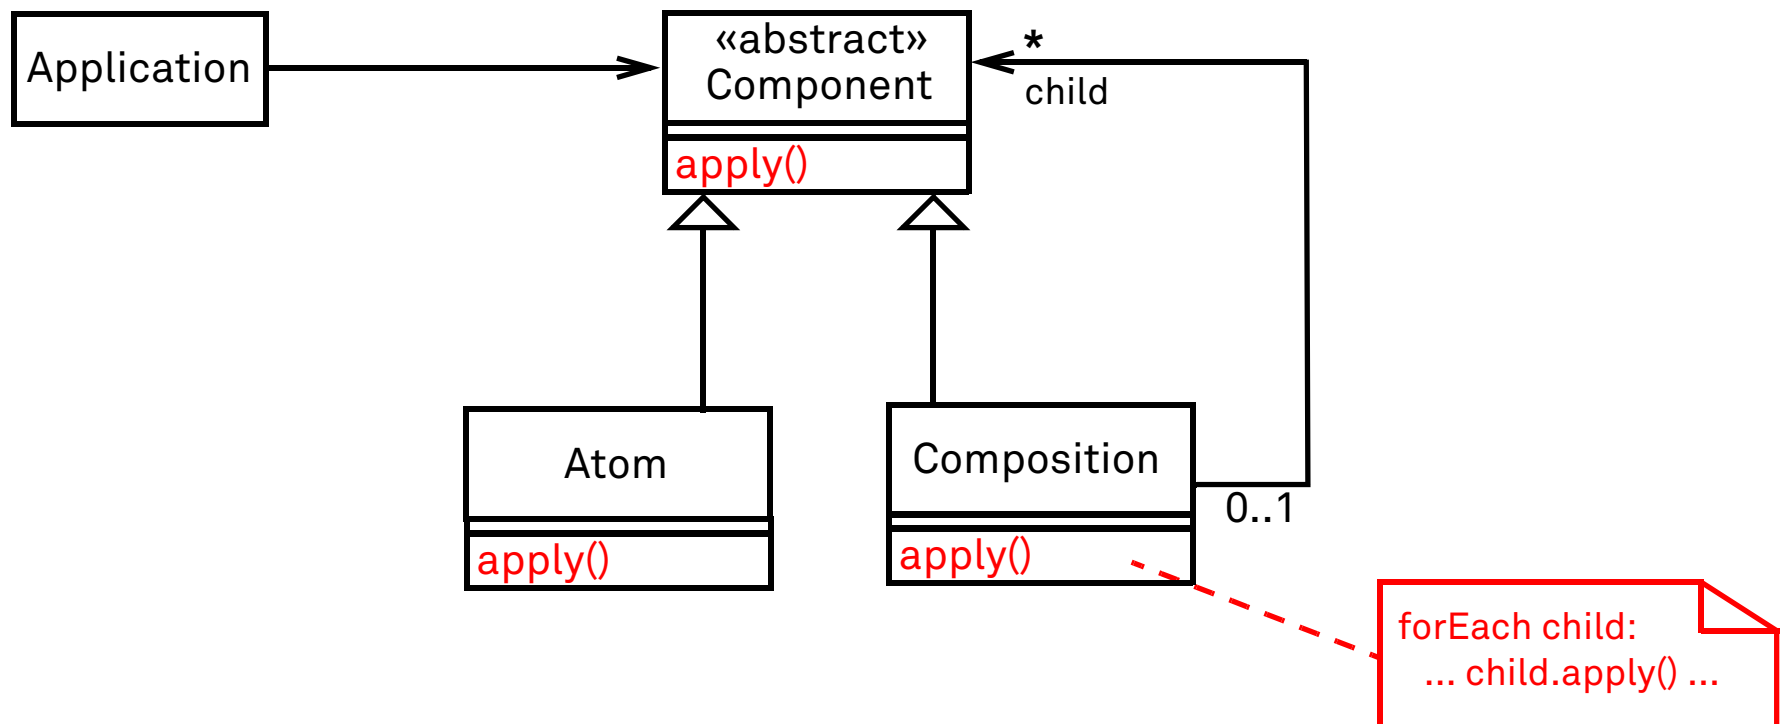 Application
«abstract»
Component
apply()
*
child
Atom
apply()
Composition
apply()
0..1
forEach child:
... child.apply() ...